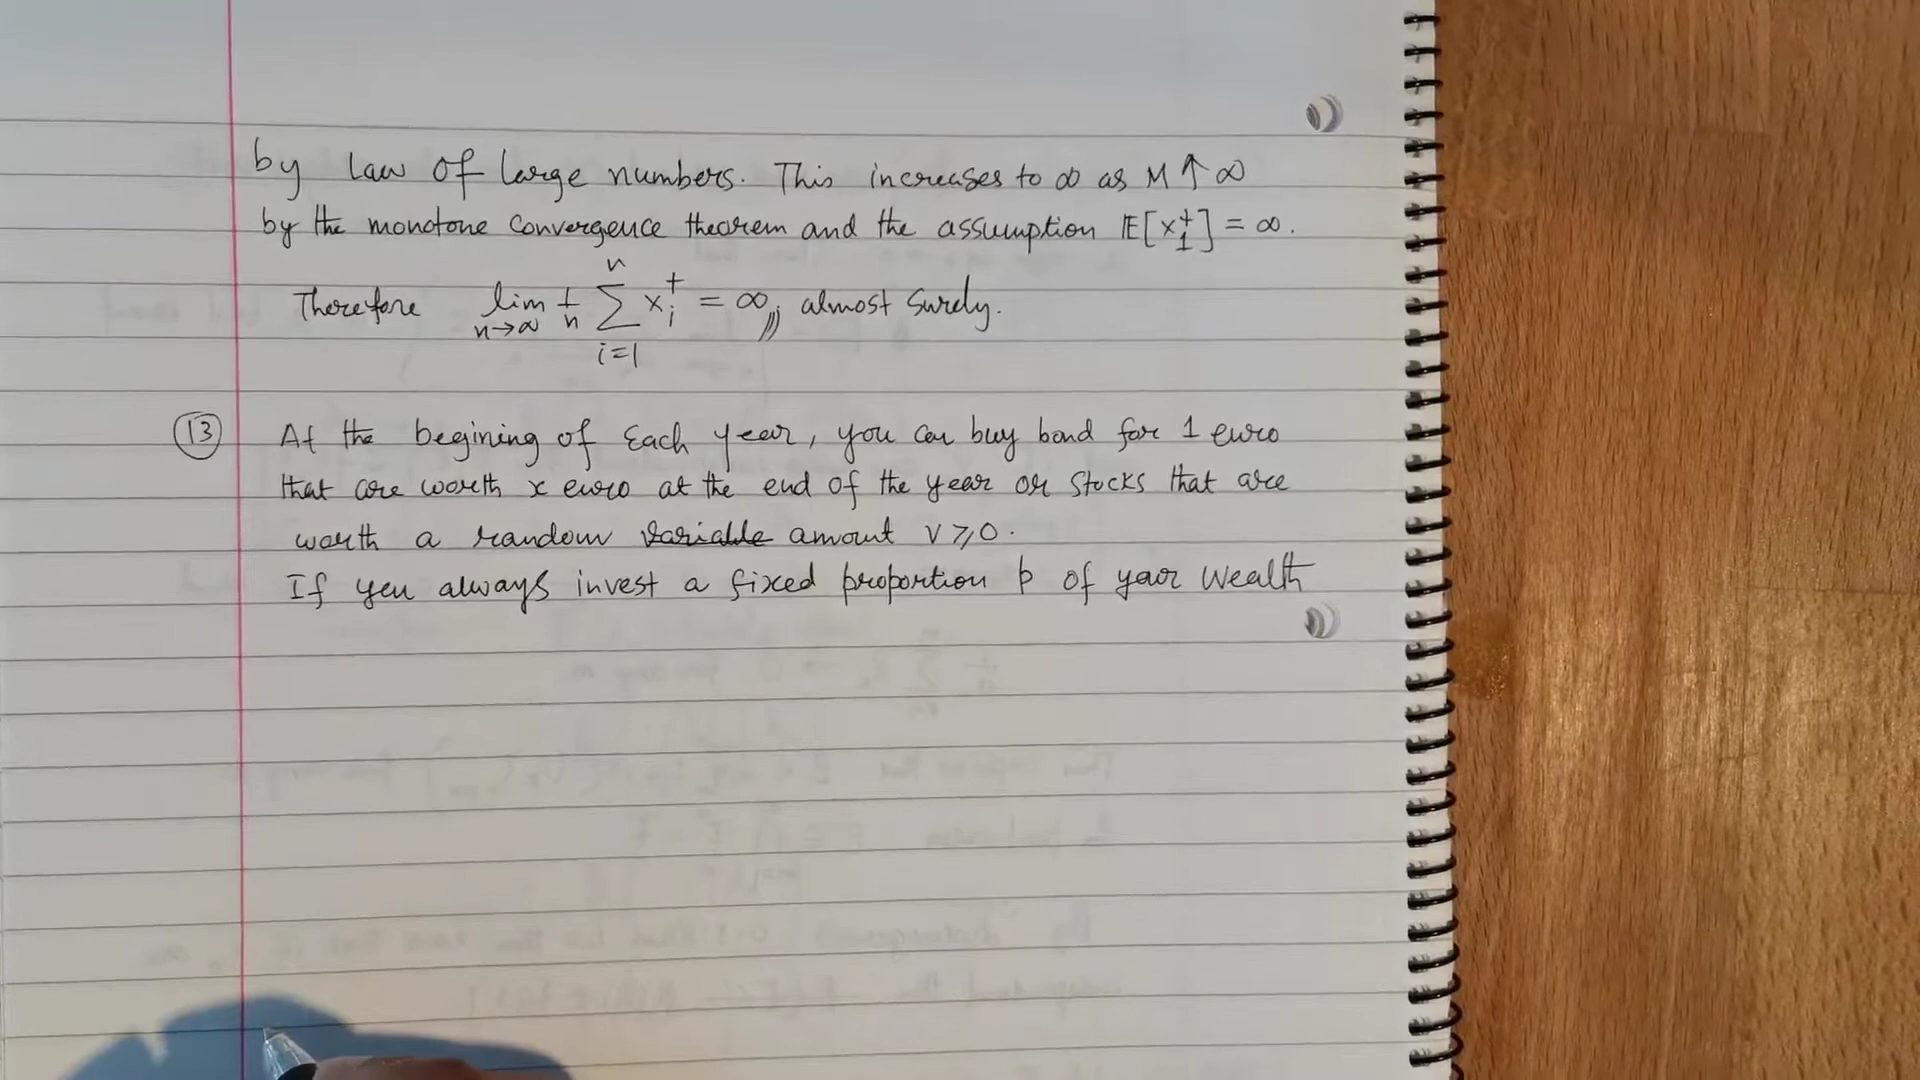 by law of large numbers. This increases to ∞ as M ↑ ∞
by the monotone convergence theorem and the assumption 𝔼[x₁⁺] = ∞.
Therefore lim n→∞ 1/n Σ i=1 n xᵢ⁺ = ∞, almost surely.
(13) At the begining of each year, you can buy bond for 1 euro
that are worth x euro at the end of the year or stocks that are
worth a random variable amount V ⩾ 0.
If you always invest a fixed proportion p of your wealth